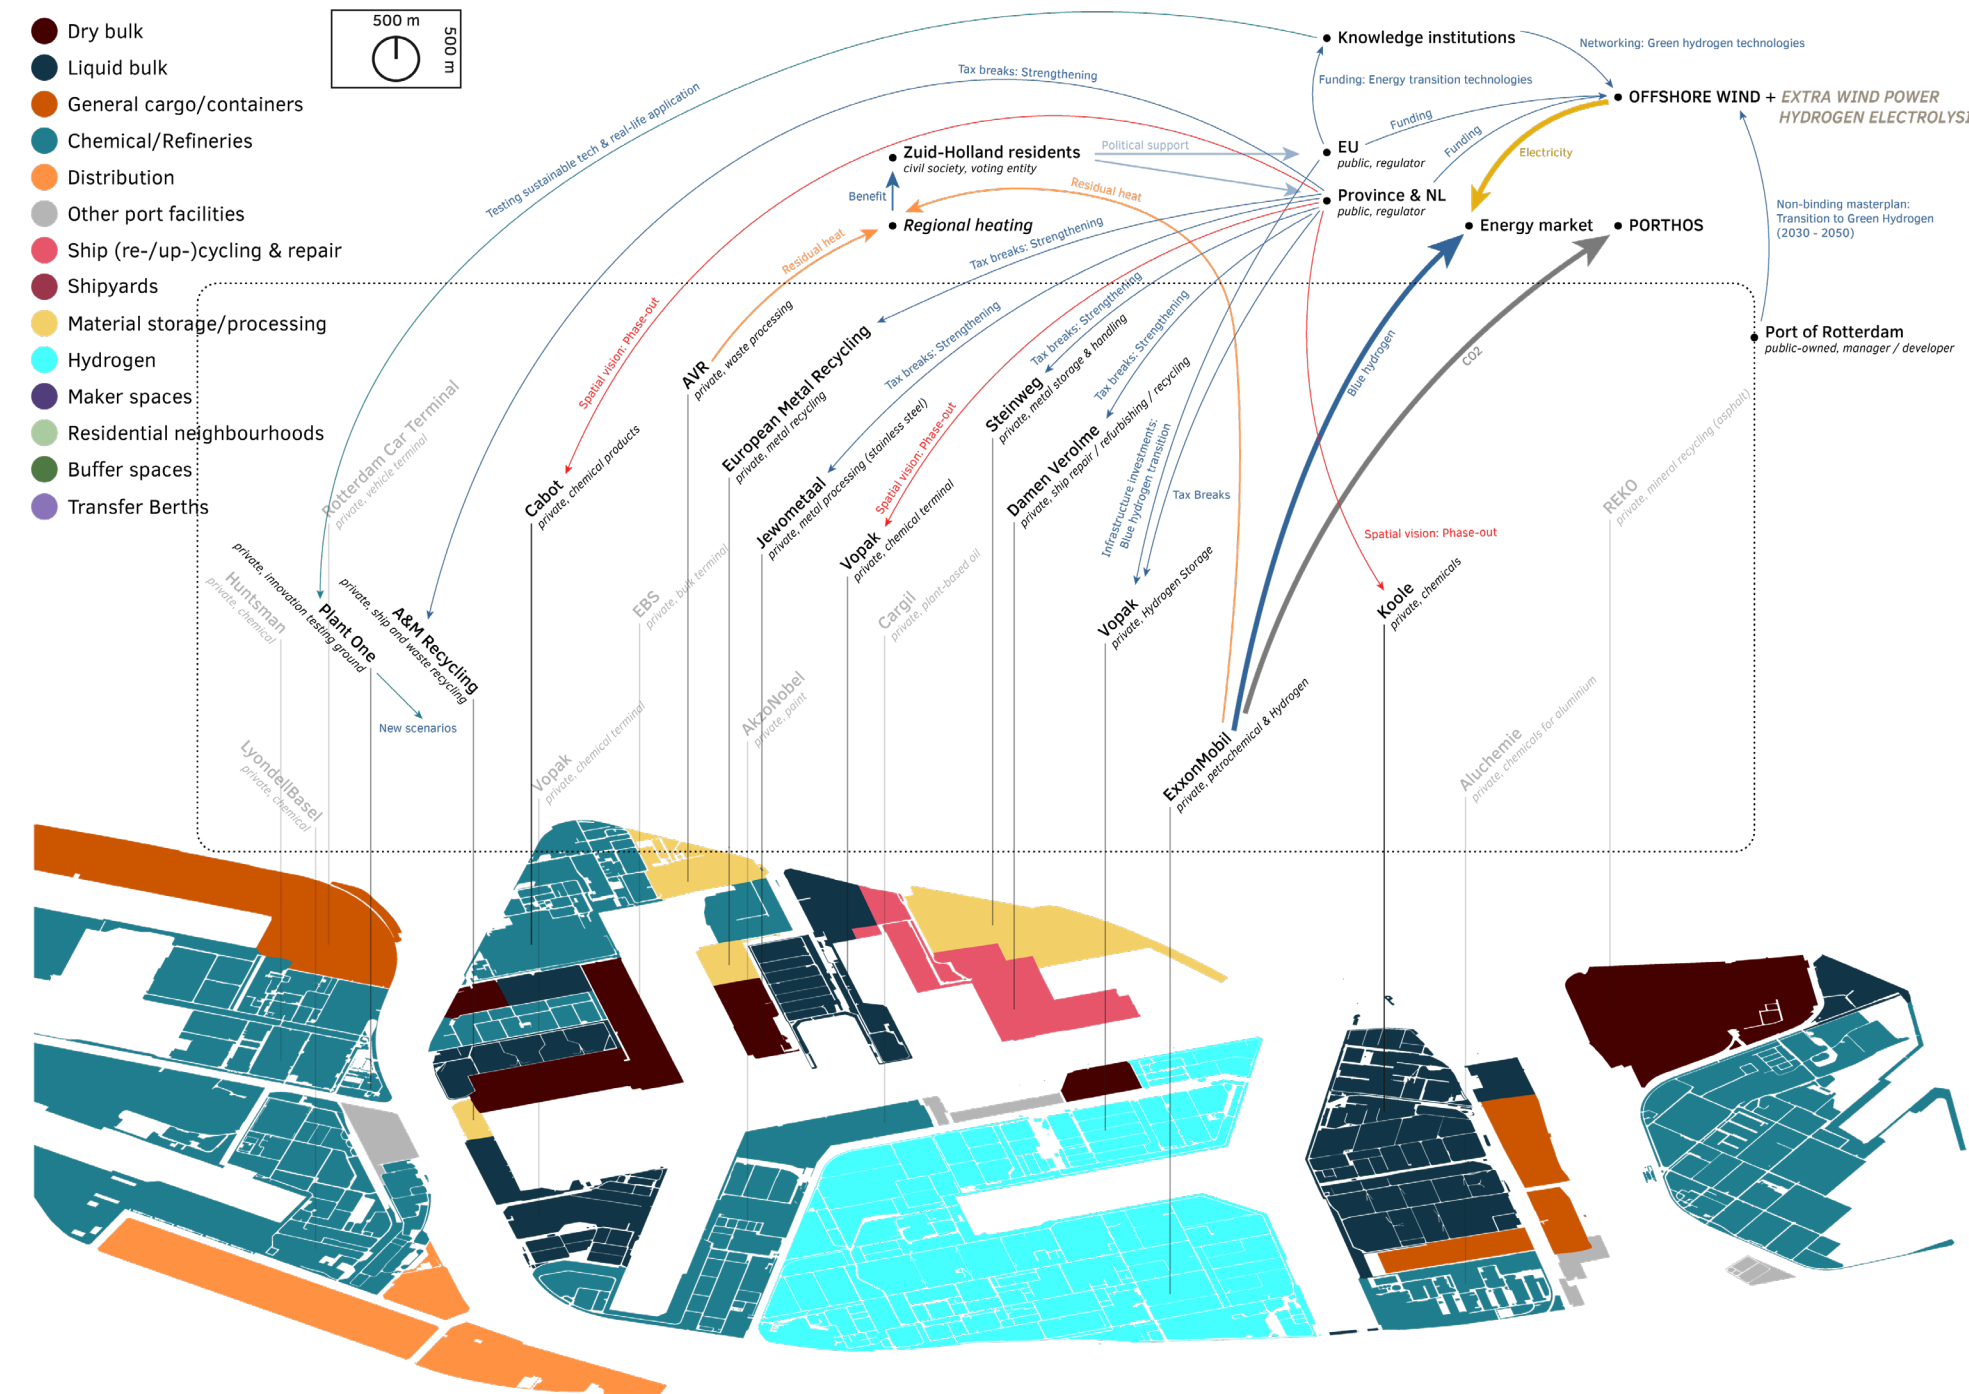 Dry bulk
Liquid bulk
General cargo/containers
Chemical/Refineries
Distribution
Other port facilities
Ship (re-/up-)cycling & repair
Shipyards
Material storage/processing
Hydrogen
Maker spaces
Residential neighbourhoods
Buffer spaces
Transfer Berths
500 m
500 m
Knowledge institutions
Networking: Green hydrogen technologies
Funding: Energy transition technologies
OFFSHORE WIND + EXTRA WIND POWER
HYDROGEN ELECTROLYSI
Tax breaks: Strengthening
Testing sustainable tech & real-life application
Zuid-Holland residents
civil society, voting entity
Political support
EU
public, regulator
Funding
Funding
Electricity
Province & NL
public, regulator
Benefit
Residual heat
Regional heating
Residual heat
Energy market
PORTHOS
Non-binding masterplan:
Transition to Green Hydrogen
(2030 - 2050)
Port of Rotterdam
public-owned, manager / developer
Tax breaks: Strengthening
Tax breaks: Strengthening
Tax breaks: Strengthening
Tax breaks: Strengthening
Spatial vision: Phase-out
Spatial vision: Phase-out
Spatial vision: Phase-out
Infrastructure investments:
Blue hydrogen transition
Tax Breaks
Blue hydrogen
CO2
Rotterdam Car Terminal
private, vehicle terminal
Cabot
private, chemical products
AVR
private, waste processing
European Metal Recycling
private, metal recycling
Jewometaal
private, metal processing (stainless steel)
Vopak
private, chemical terminal
Steinweg
private, metal storage & handling
Damen Verolme
private, ship repair / refurbishing / recycling
Vopak
private, Hydrogen Storage
Koole
private, chemicals
REKO
private, mineral recycling (asphalt)
Huntsman
private, chemical
Plant One
private, innovation testing ground
A&M Recycling
private, ship and waste recycling
New scenarios
EBS
private, bulk terminal
Cargil
private, plant-based oil
AkzoNobel
private, paint
Vopak
private, chemical terminal
LyondellBasel
private, chemical
ExxonMobil
private, petrochemical & Hydrogen
Aluchemie
private, chemicals for aluminium